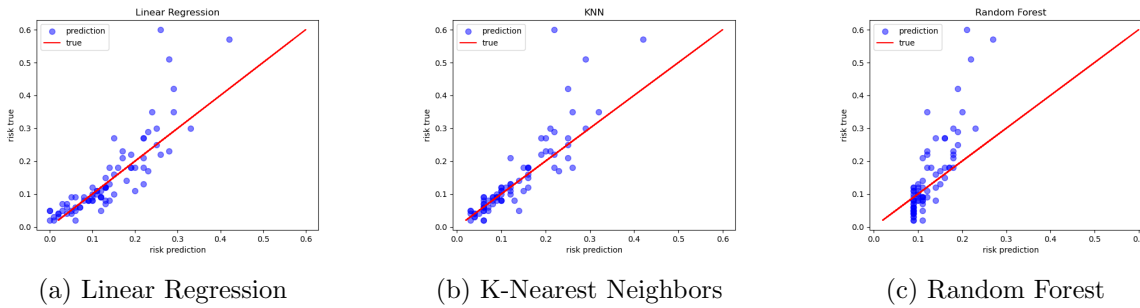 Linear Regression
prediction
true
risk true
0.6
0.5
0.4
0.3
0.2
0.1
0.0
0.0 0.1 0.2 0.3 0.4 0.5 0.6
risk prediction
(a) Linear Regression
KNN
prediction
true
risk true
0.6
0.5
0.4
0.3
0.2
0.1
0.0
0.0 0.1 0.2 0.3 0.4 0.5 0.6
risk prediction
(b) K-Nearest Neighbors
Random Forest
prediction
true
risk true
0.6
0.5
0.4
0.3
0.2
0.1
0.0
0.0 0.1 0.2 0.3 0.4 0.5
risk prediction
(c) Random Forest